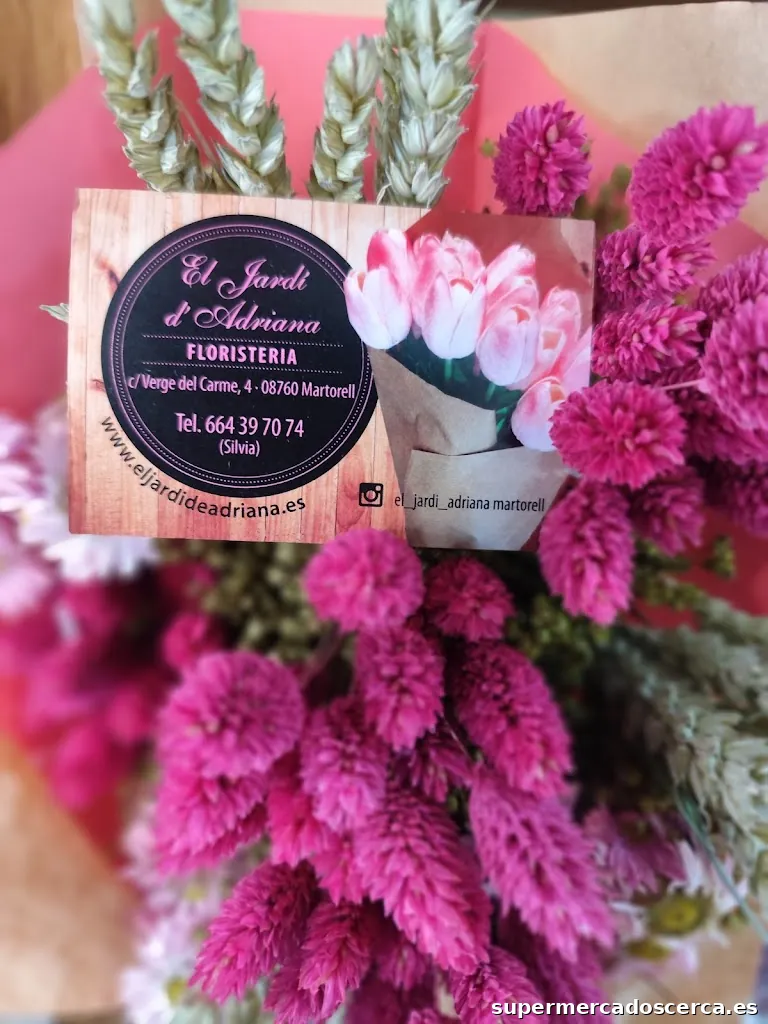 El Jardí
d'Adriana
FLORISTERIA
c/Verge del Carme, 4 · 08760 Martorell
Tel. 664 39 70 74
(Silvia)
www.eljardideadriana.es
el_jardi_adriana martorell
supermercadoscerca.es